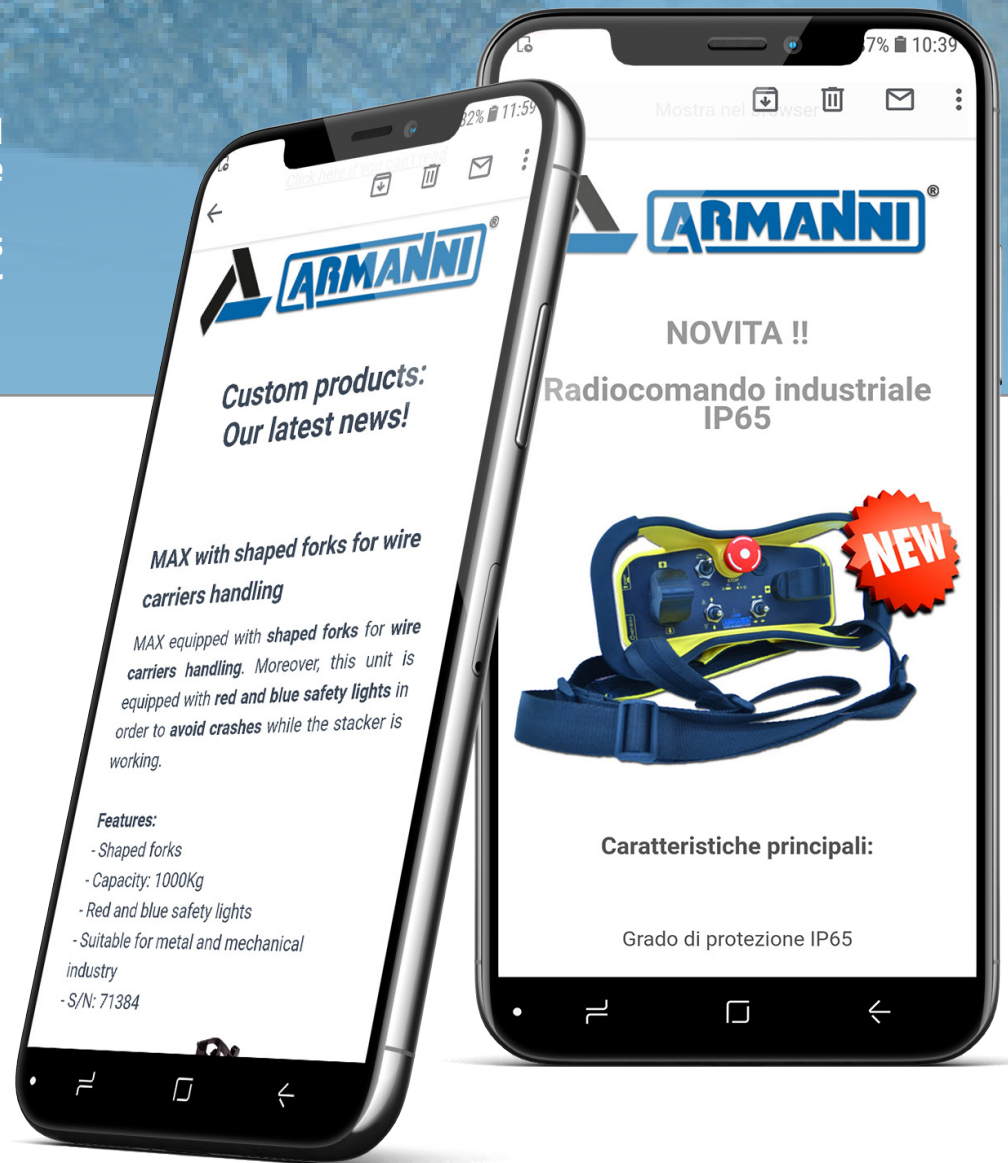 32% 11:59
Click here if you can't read
ARMANNI®
Custom products:
Our latest news!
MAX with shaped forks for wire
carriers handling
MAX equipped with shaped forks for wire
carriers handling. Moreover, this unit is
equipped with red and blue safety lights in
order to avoid crashes while the stacker is
working.
Features:
- Shaped forks
- Capacity: 1000Kg
- Red and blue safety lights
- Suitable for metal and mechanical
industry
- S/N: 71384
7% 10:39
Mostra nel browser
ARMANNI®
NOVITA !!
Radiocomando industriale
IP65
NEW
STOP
Caratteristiche principali:
Grado di protezione IP65